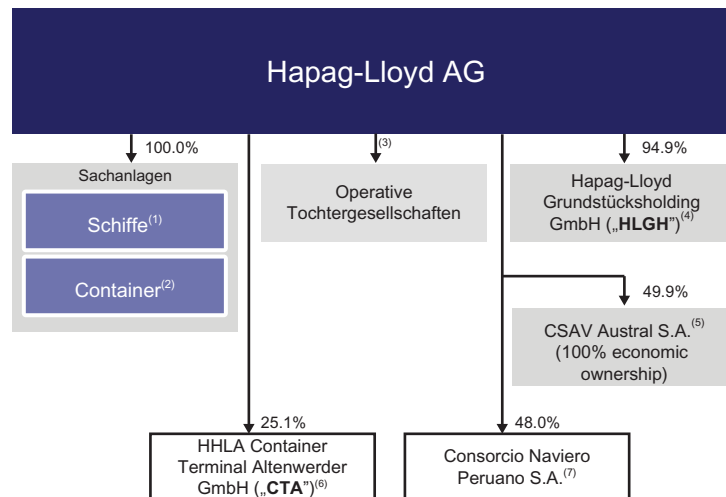 Hapag-Lloyd AG
100.0%
(3)
94.9%
Sachanlagen
Schiffe(1)
Container(2)
Operative
Tochtergesellschaften
Hapag-Lloyd
Grundstücksholding
GmbH („HLGH”)(4)
49.9%
CSAV Austral S.A.(5)
(100% economic
ownership)
25.1%
HHLA Container
Terminal Altenwerder
GmbH („CTA”)(6)
48.0%
Consorcio Naviero
Peruano S.A.(7)